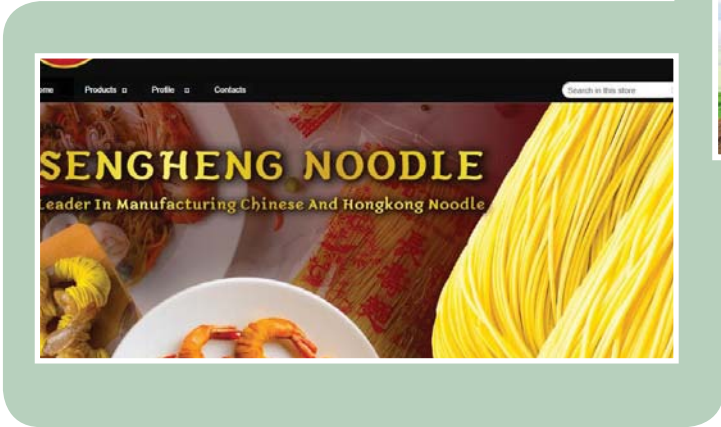 ome Products Profile Contacts Search in this store
SENGHENG NOODLE
Leader In Manufacturing Chinese And Hongkong Noodle